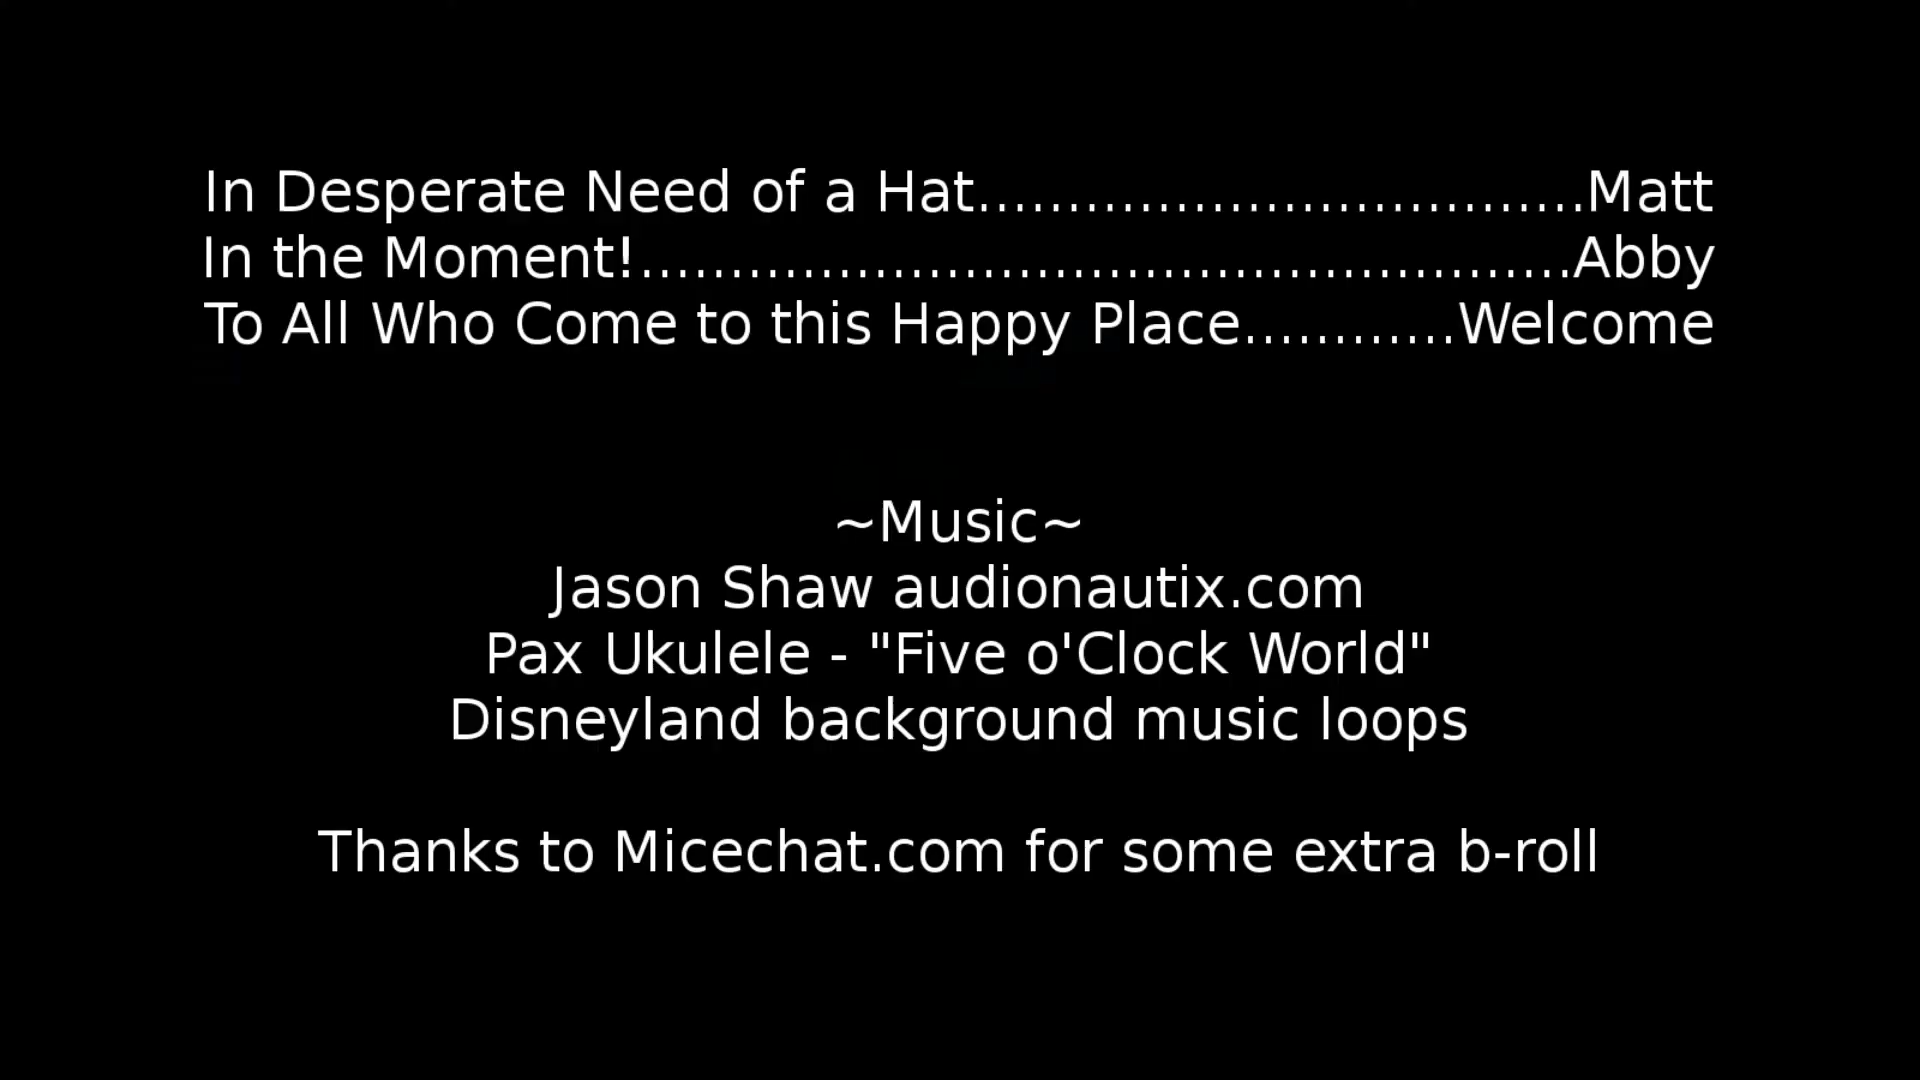 In Desperate Need of a Hat..................................Matt
In the Moment!....................................................Abby
To All Who Come to this Happy Place............Welcome
~Music~
Jason Shaw audionautix.com
Pax Ukulele - "Five o'Clock World"
Disneyland background music loops
Thanks to Micechat.com for some extra b-roll